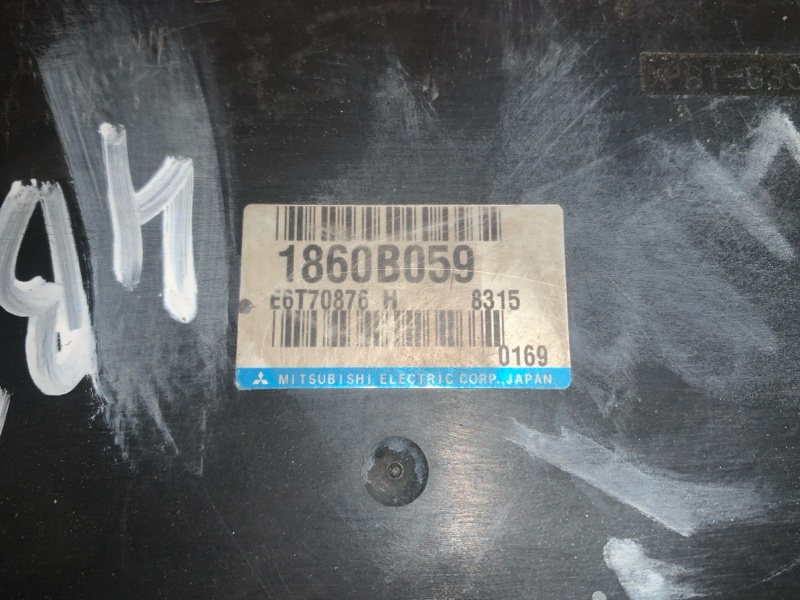 1860B059
E6T70876 H 8315
0169
MITSUBISHI ELECTRIC CORP., JAPAN